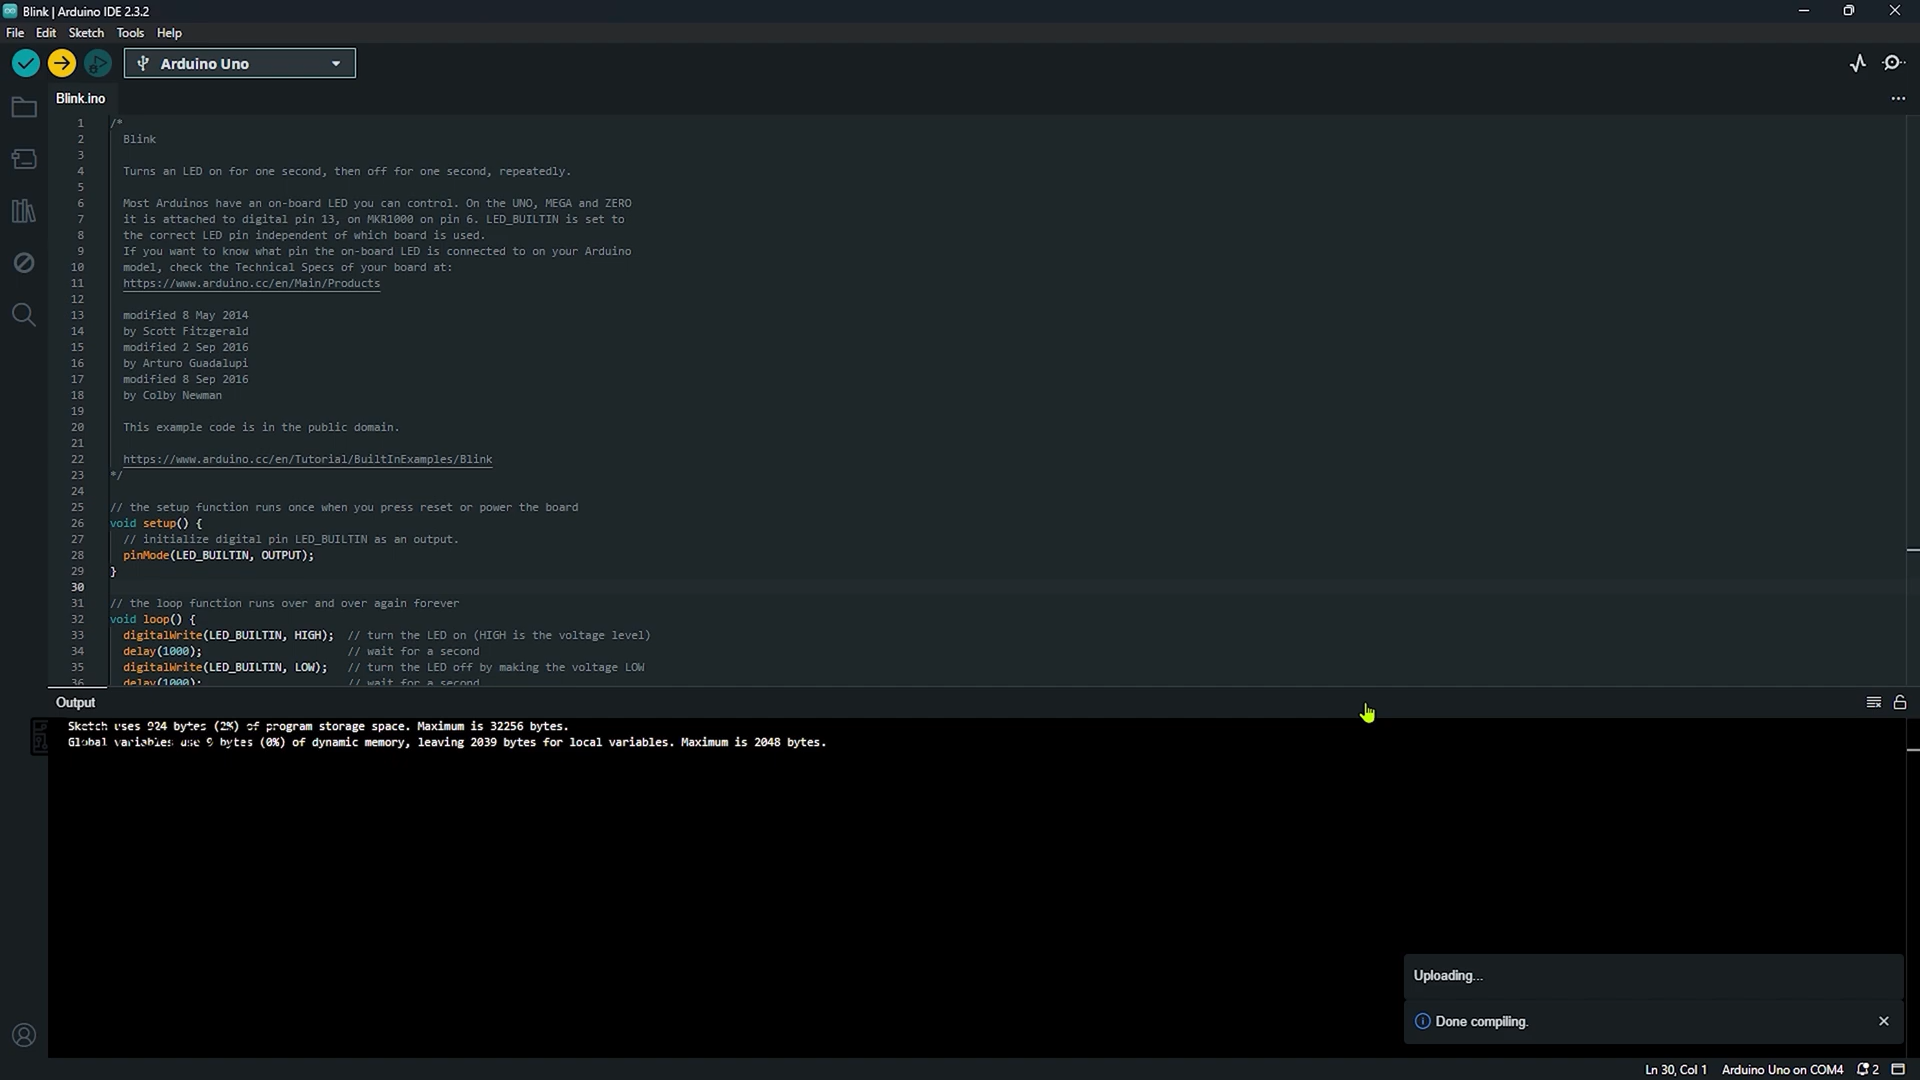 Blink | Arduino IDE 2.3.2
File Edit Sketch Tools Help
Arduino Uno
Blink.ino
1 /*
2 Blink
3
4 Turns an LED on for one second, then off for one second, repeatedly.
5
6 Most Arduinos have an on-board LED you can control. On the UNO, MEGA and ZERO
7 it is attached to digital pin 13, on MKR1000 on pin 6. LED_BUILTIN is set to
8 the correct LED pin independent of which board is used.
9 If you want to know what pin the on-board LED is connected to on your Arduino
10 model, check the Technical Specs of your board at:
11 https://www.arduino.cc/en/Main/Products
12
13 modified 8 May 2014
14 by Scott Fitzgerald
15 modified 2 Sep 2016
16 by Arturo Guadalupi
17 modified 8 Sep 2016
18 by Colby Newman
19
20 This example code is in the public domain.
21
22 https://www.arduino.cc/en/Tutorial/BuiltInExamples/Blink
23 */
24
25 // the setup function runs once when you press reset or power the board
26 void setup() {
27 // initialize digital pin LED_BUILTIN as an output.
28 pinMode(LED_BUILTIN, OUTPUT);
29 }
30
31 // the loop function runs over and over again forever
32 void loop() {
33 digitalWrite(LED_BUILTIN, HIGH); // turn the LED on (HIGH is the voltage level)
34 delay(1000); // wait for a second
35 digitalWrite(LED_BUILTIN, LOW); // turn the LED off by making the voltage LOW
36 delay(1000); // wait for a second
Output
Sketch uses 924 bytes (2%) of program storage space. Maximum is 32256 bytes.
Global variables use 9 bytes (0%) of dynamic memory, leaving 2039 bytes for local variables. Maximum is 2048 bytes.
Uploading...
Done compiling.
Ln 30, Col 1 Arduino Uno on COM4 2